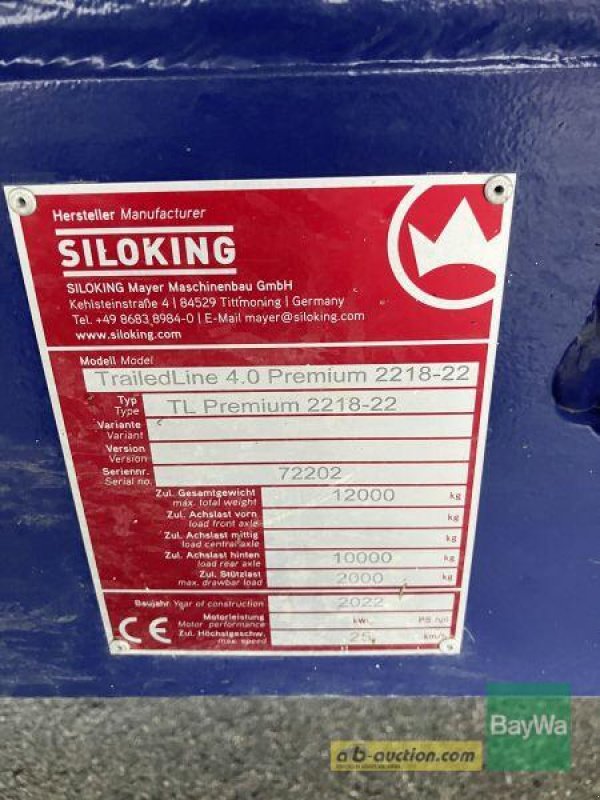 Hersteller Manufacturer
SILOKING
SILOKING Mayer Maschinenbau GmbH
Kehlsteinstraße 4 | 84529 Tittmoning | Germany
Tel. +49 8683 8984-0 | E-Mail mayer@siloking.com
www.siloking.com
Modell Model
TrailedLine 4.0 Premium 2218-22
Typ
Type
TL Premium 2218-22
Variante
Variant
Version
Version
Seriennr.
Serial no.
72202
Zul. Gesamtgewicht
max. total weight
12000 kg
Zul. Achslast vorn
load front axle
kg
Zul. Achslast mittig
load central axle
kg
Zul. Achslast hinten
load rear axle
10000 kg
Zul. Stützlast
max. drawbar load
2000 kg
Baujahr Year of construction
2022
Motorleistung
Motor performance
kW
PS
Zul. Höchstgeschw.
max. speed
25 km/h
CE
BayWa
ab-auction.com